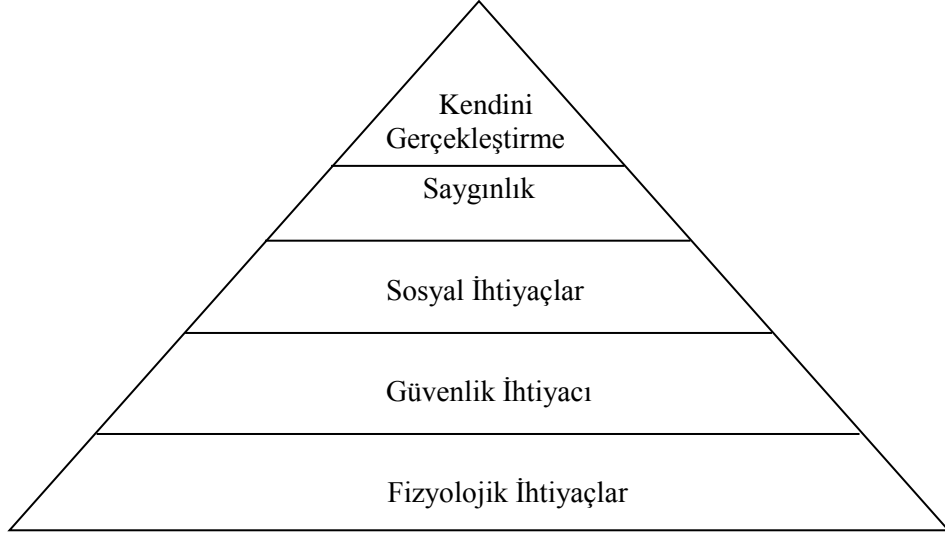 Kendini
Gerçekleştirme
Saygınlık
Sosyal İhtiyaçlar
Güvenlik İhtiyacı
Fizyolojik İhtiyaçlar